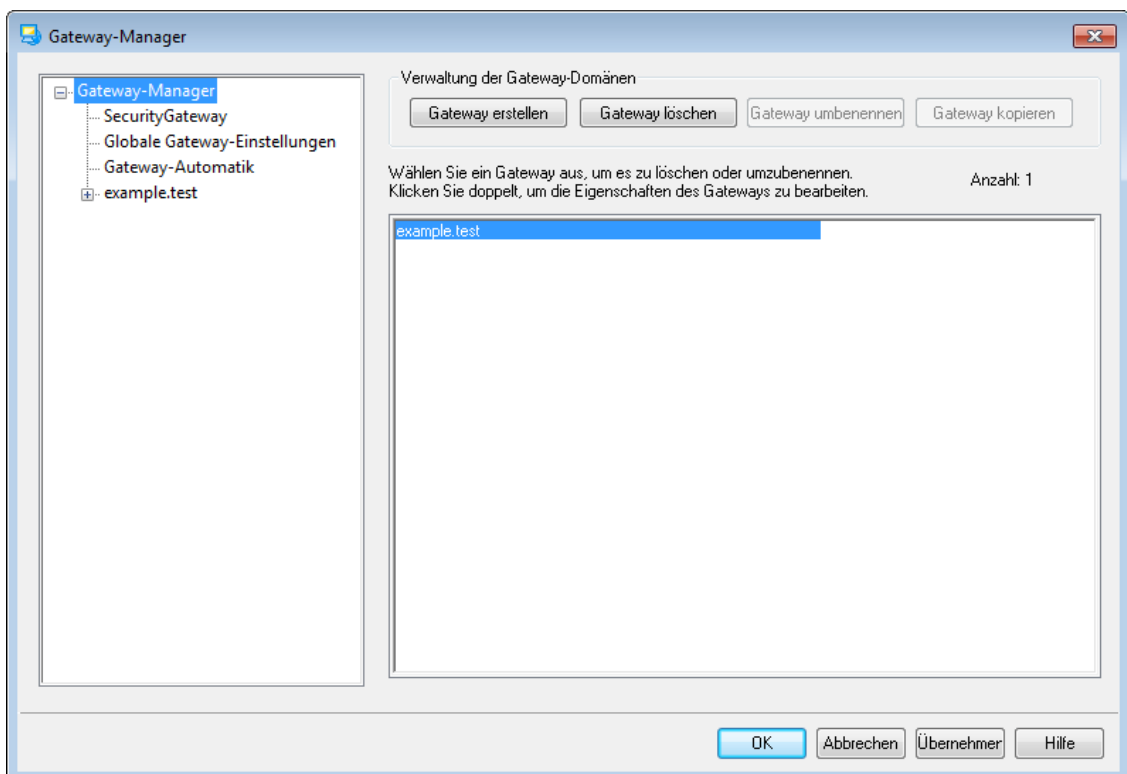 Gateway-Manager
Gateway-Manager
SecurityGateway
Globale Gateway-Einstellungen
Gateway-Automatik
example.test
Verwaltung der Gateway-Domänen
Gateway erstellen
Gateway löschen
Gateway umbenennen
Gateway kopieren
Wählen Sie ein Gateway aus, um es zu löschen oder umzubenennen.
Klicken Sie doppelt, um die Eigenschaften des Gateways zu bearbeiten.
Anzahl: 1
example.test
OK
Abbrechen
Übernehmer
Hilfe